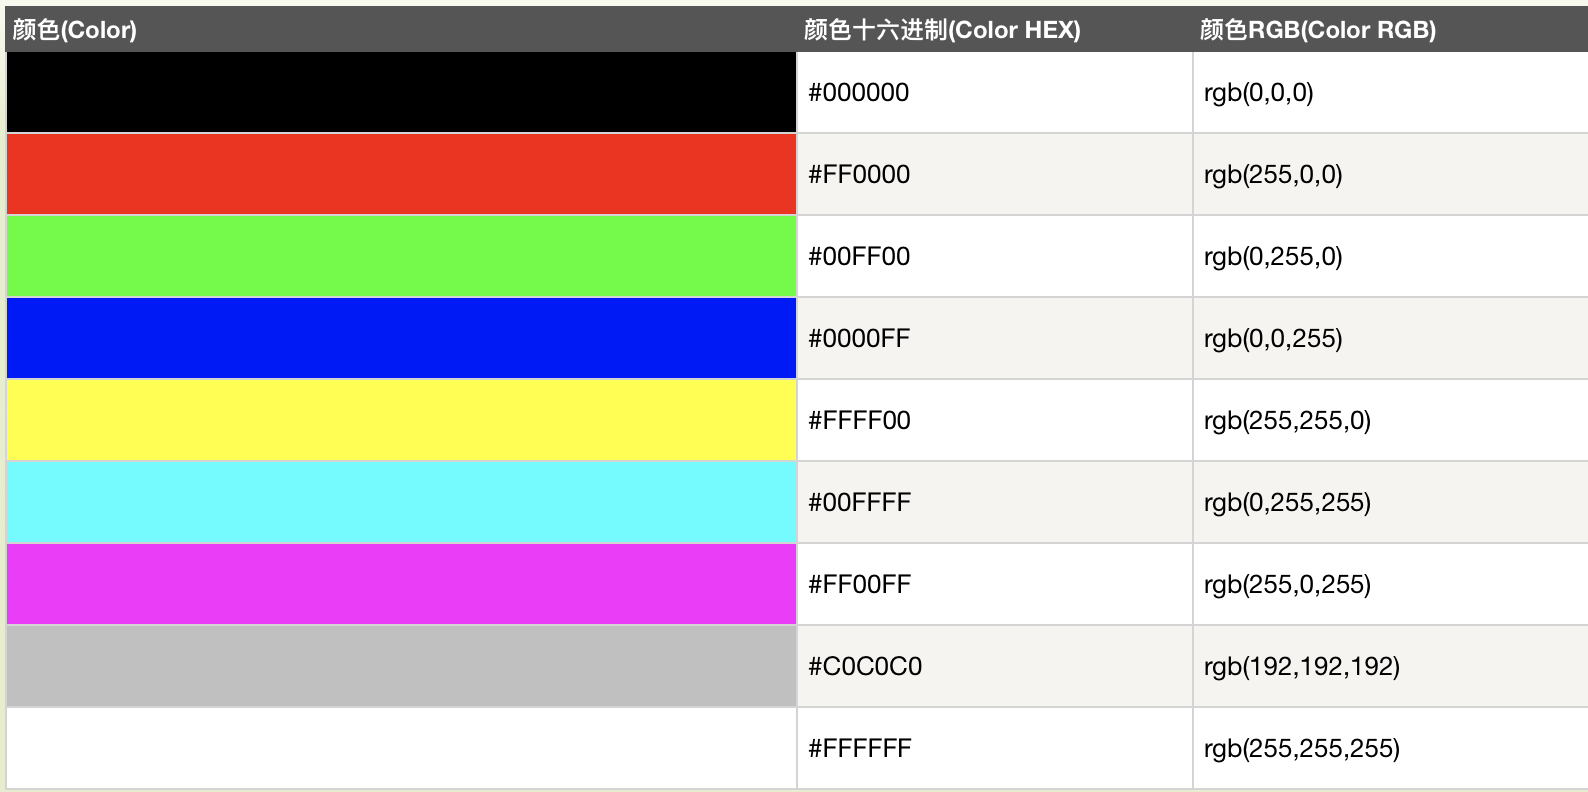 颜色(Color) 颜色十六进制(Color HEX) 颜色RGB(Color RGB)
#000000 rgb(0,0,0)
#FF0000 rgb(255,0,0)
#00FF00 rgb(0,255,0)
#0000FF rgb(0,0,255)
#FFFF00 rgb(255,255,0)
#00FFFF rgb(0,255,255)
#FF00FF rgb(255,0,255)
#C0C0C0 rgb(192,192,192)
#FFFFFF rgb(255,255,255)